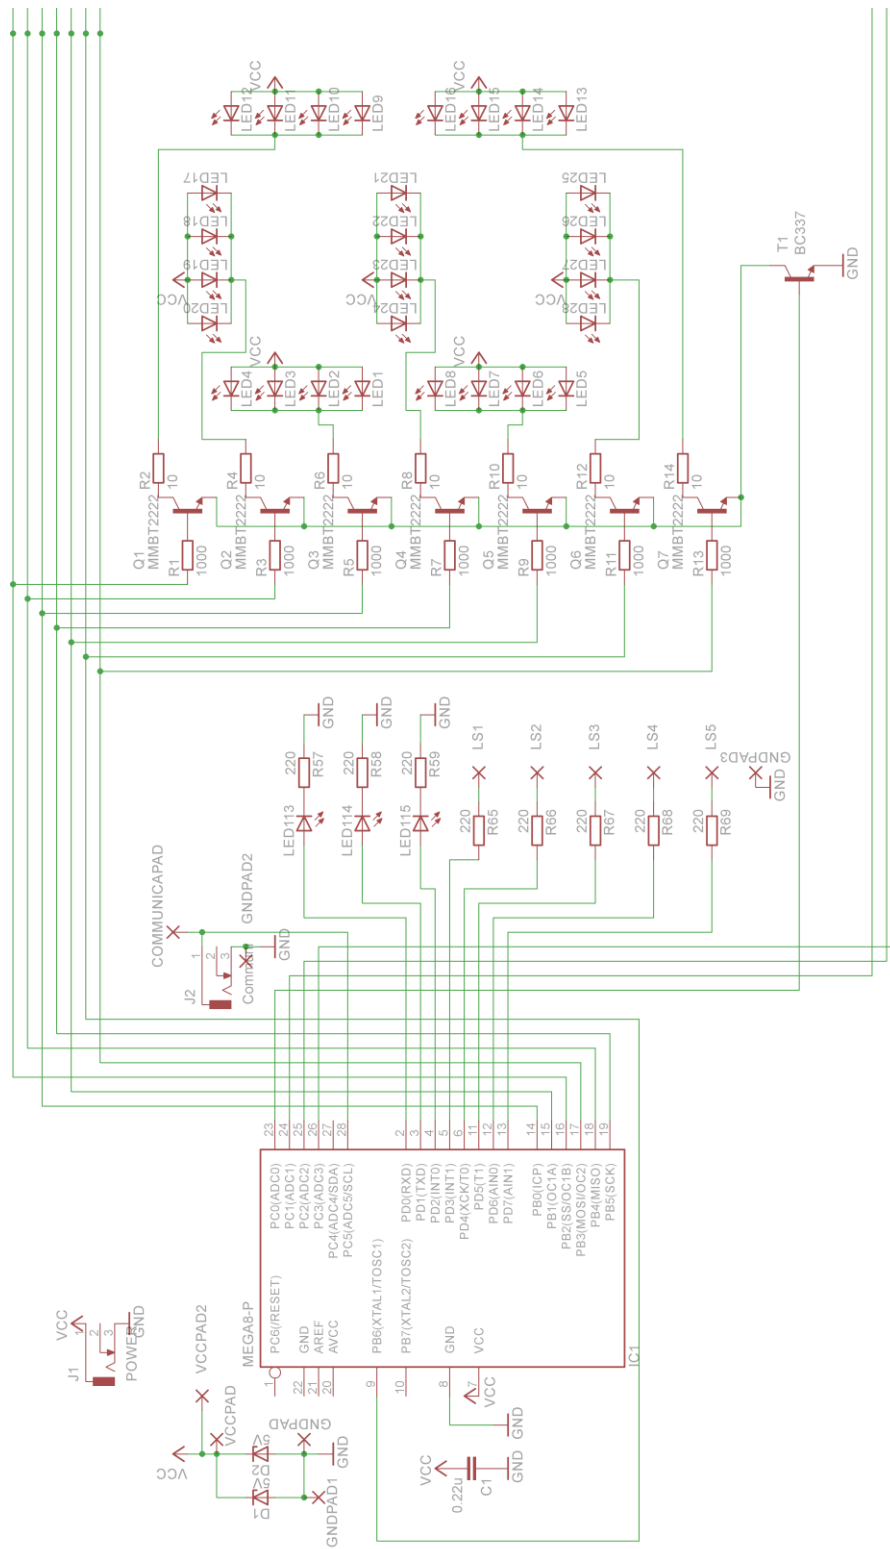 VCC
LED12
LED11
LED10
LED9
VCC
LED16
LED15
LED14
LED13
LED17
LED18
LED19
LED20
VCC
LED21
LED22
LED23
LED24
VCC
LED25
LED26
LED27
LED28
VCC
T1
BC337
GND
VCC
LED4
LED3
LED2
LED1
VCC
LED8
LED7
LED6
LED5
R2
10
R4
10
R6
10
R8
10
R10
10
R12
10
R14
10
Q1
MMBT2222
Q2
MMBT2222
Q3
MMBT2222
Q4
MMBT2222
Q5
MMBT2222
Q6
MMBT2222
Q7
MMBT2222
R1
1000
R3
1000
R5
1000
R7
1000
R9
1000
R11
1000
R13
1000
GND
GND
GND
220
R57
220
R58
220
R59
LED113
LED114
LED115
LS1
LS2
LS3
LS4
LS5
GNDPAD3
GND
220
R65
220
R66
220
R67
220
R68
220
R69
COMMUNICAPAD
GNDPAD2
GND
1
2
3
J2
23
24
25
26
27
28
2
3
4
5
6
11
12
13
14
15
16
17
18
19
PC0(ADC0)
PC1(ADC1)
PC2(ADC2)
PC3(ADC3)
PC4(ADC4/SDA)
PC5(ADC5/SCL)
PD0(RXD)
PD1(TXD)
PD2(INT0)
PD3(INT1)
PD4(XCK/T0)
PD5(T1)
PD6(AIN0)
PD7(AIN1)
PB0(ICP)
PB1(OC1A)
PB2(SS/OC1B)
PB3(MOSI/OC2)
PB4(MISO)
PB5(SCK)
MEGA8-P
PC6(/RESET)
GND
AREF
AVCC
PB6(XTAL1/TOSC1)
PB7(XTAL2/TOSC2)
GND
VCC
IC1
1
22
21
20
9
10
8
7
VCC
GND
VCC
1
2
3
GND
POWER
J1
VCCPAD2
VCCPAD
VCC
GNDPAD
GND
D2
5V
D1
5V
GNDPAD1
VCC
0.22u
C1
GND